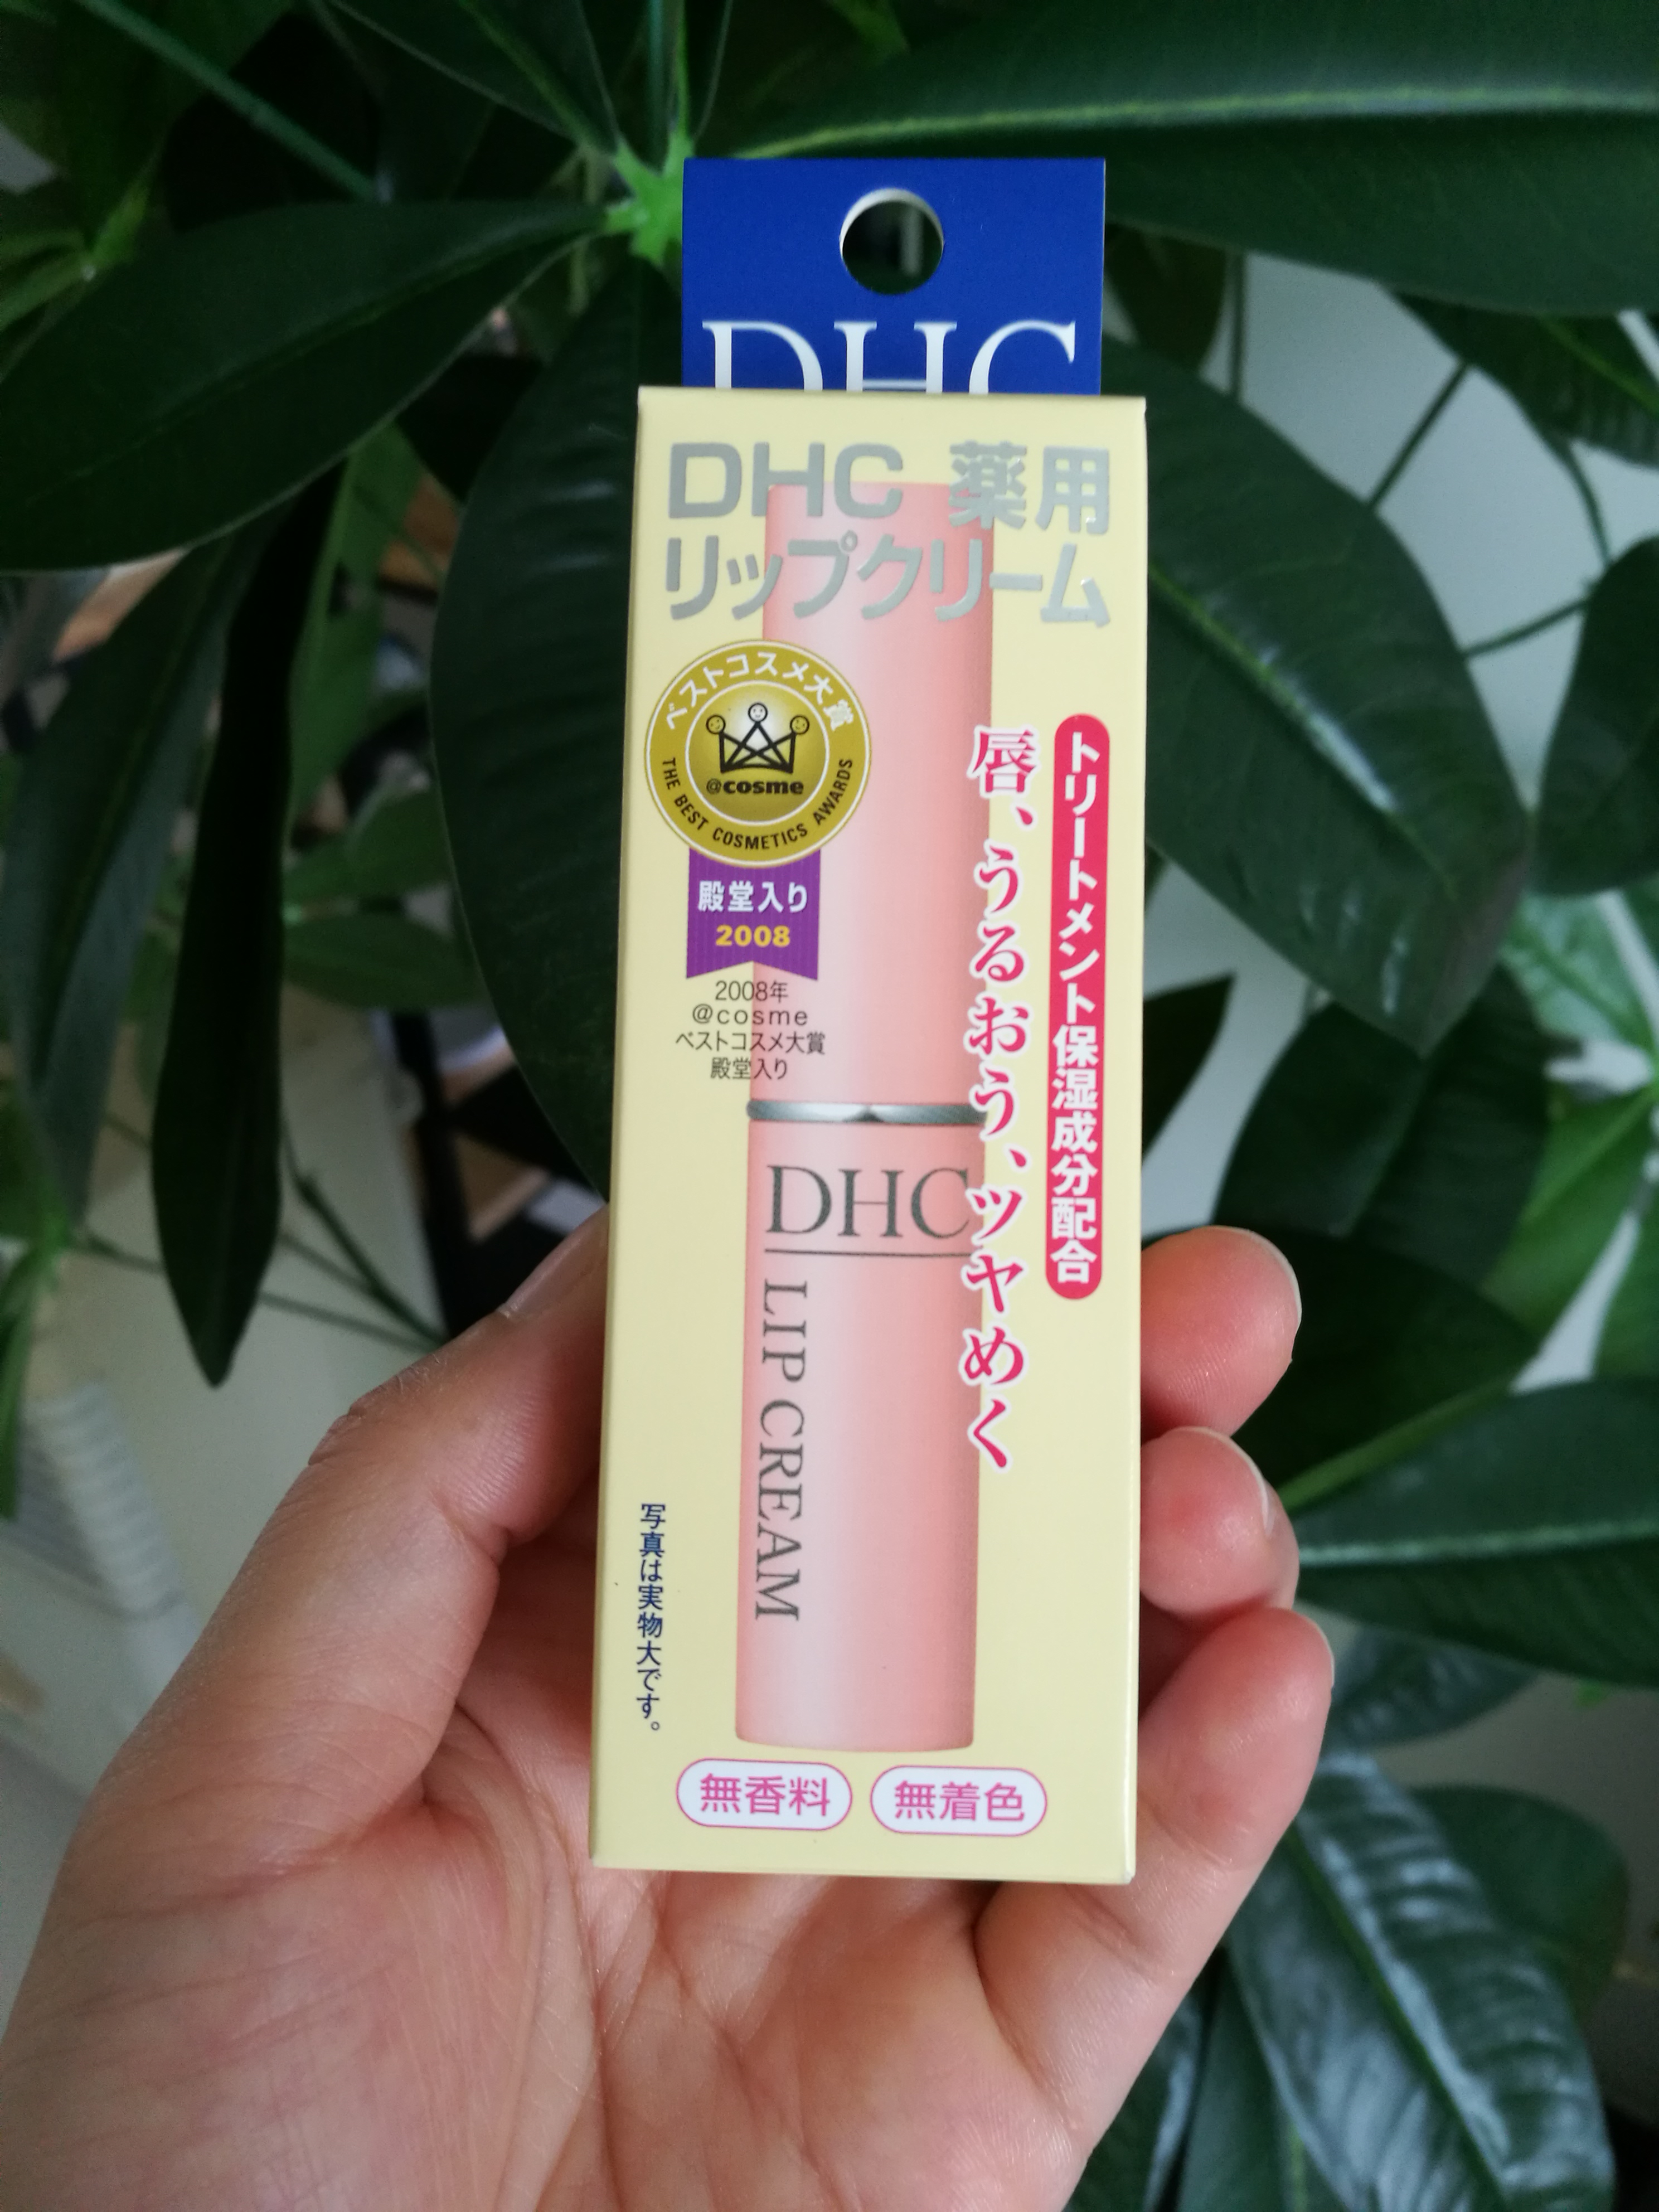 DHC
DHC 薬用
リップクリーム
ベストコスメ大賞
@cosme
THE BEST COSMETICS AWARDS
殿堂入り
2008
2008年
@cosme
ベストコスメ大賞
殿堂入り
トリートメント保湿成分配合
唇、うるおう、ツヤめく
DHC
LIP CREAM
写真は実物大です。
無香料
無着色